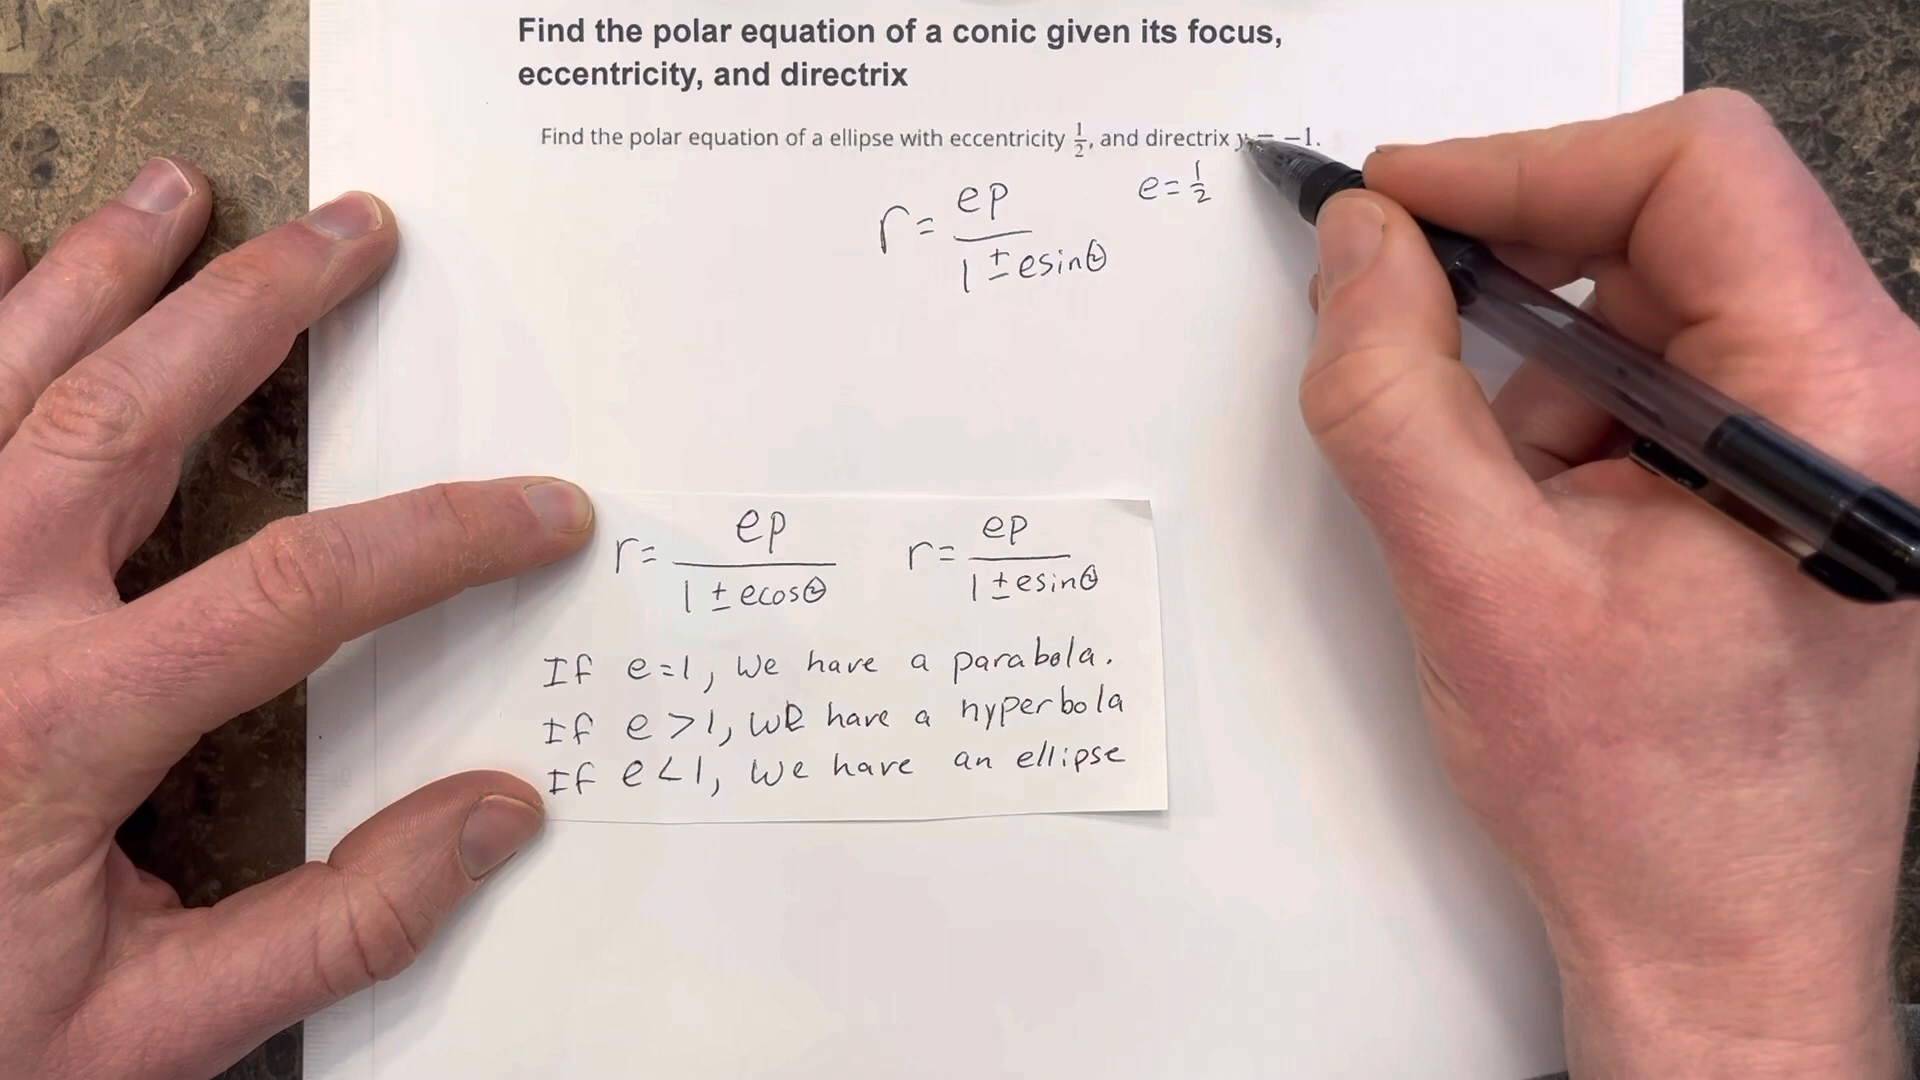 Find the polar equation of a conic given its focus,
eccentricity, and directrix
Find the polar equation of a ellipse with eccentricity 1/2, and directrix y = −1.
r = ep / 1 ± esinθ
e = 1/2
r = ep / 1 ± ecosθ
r = ep / 1 ± esinθ
If e=1, we have a parabola.
If e >1, we have a hyperbola
If e <1, we have an ellipse